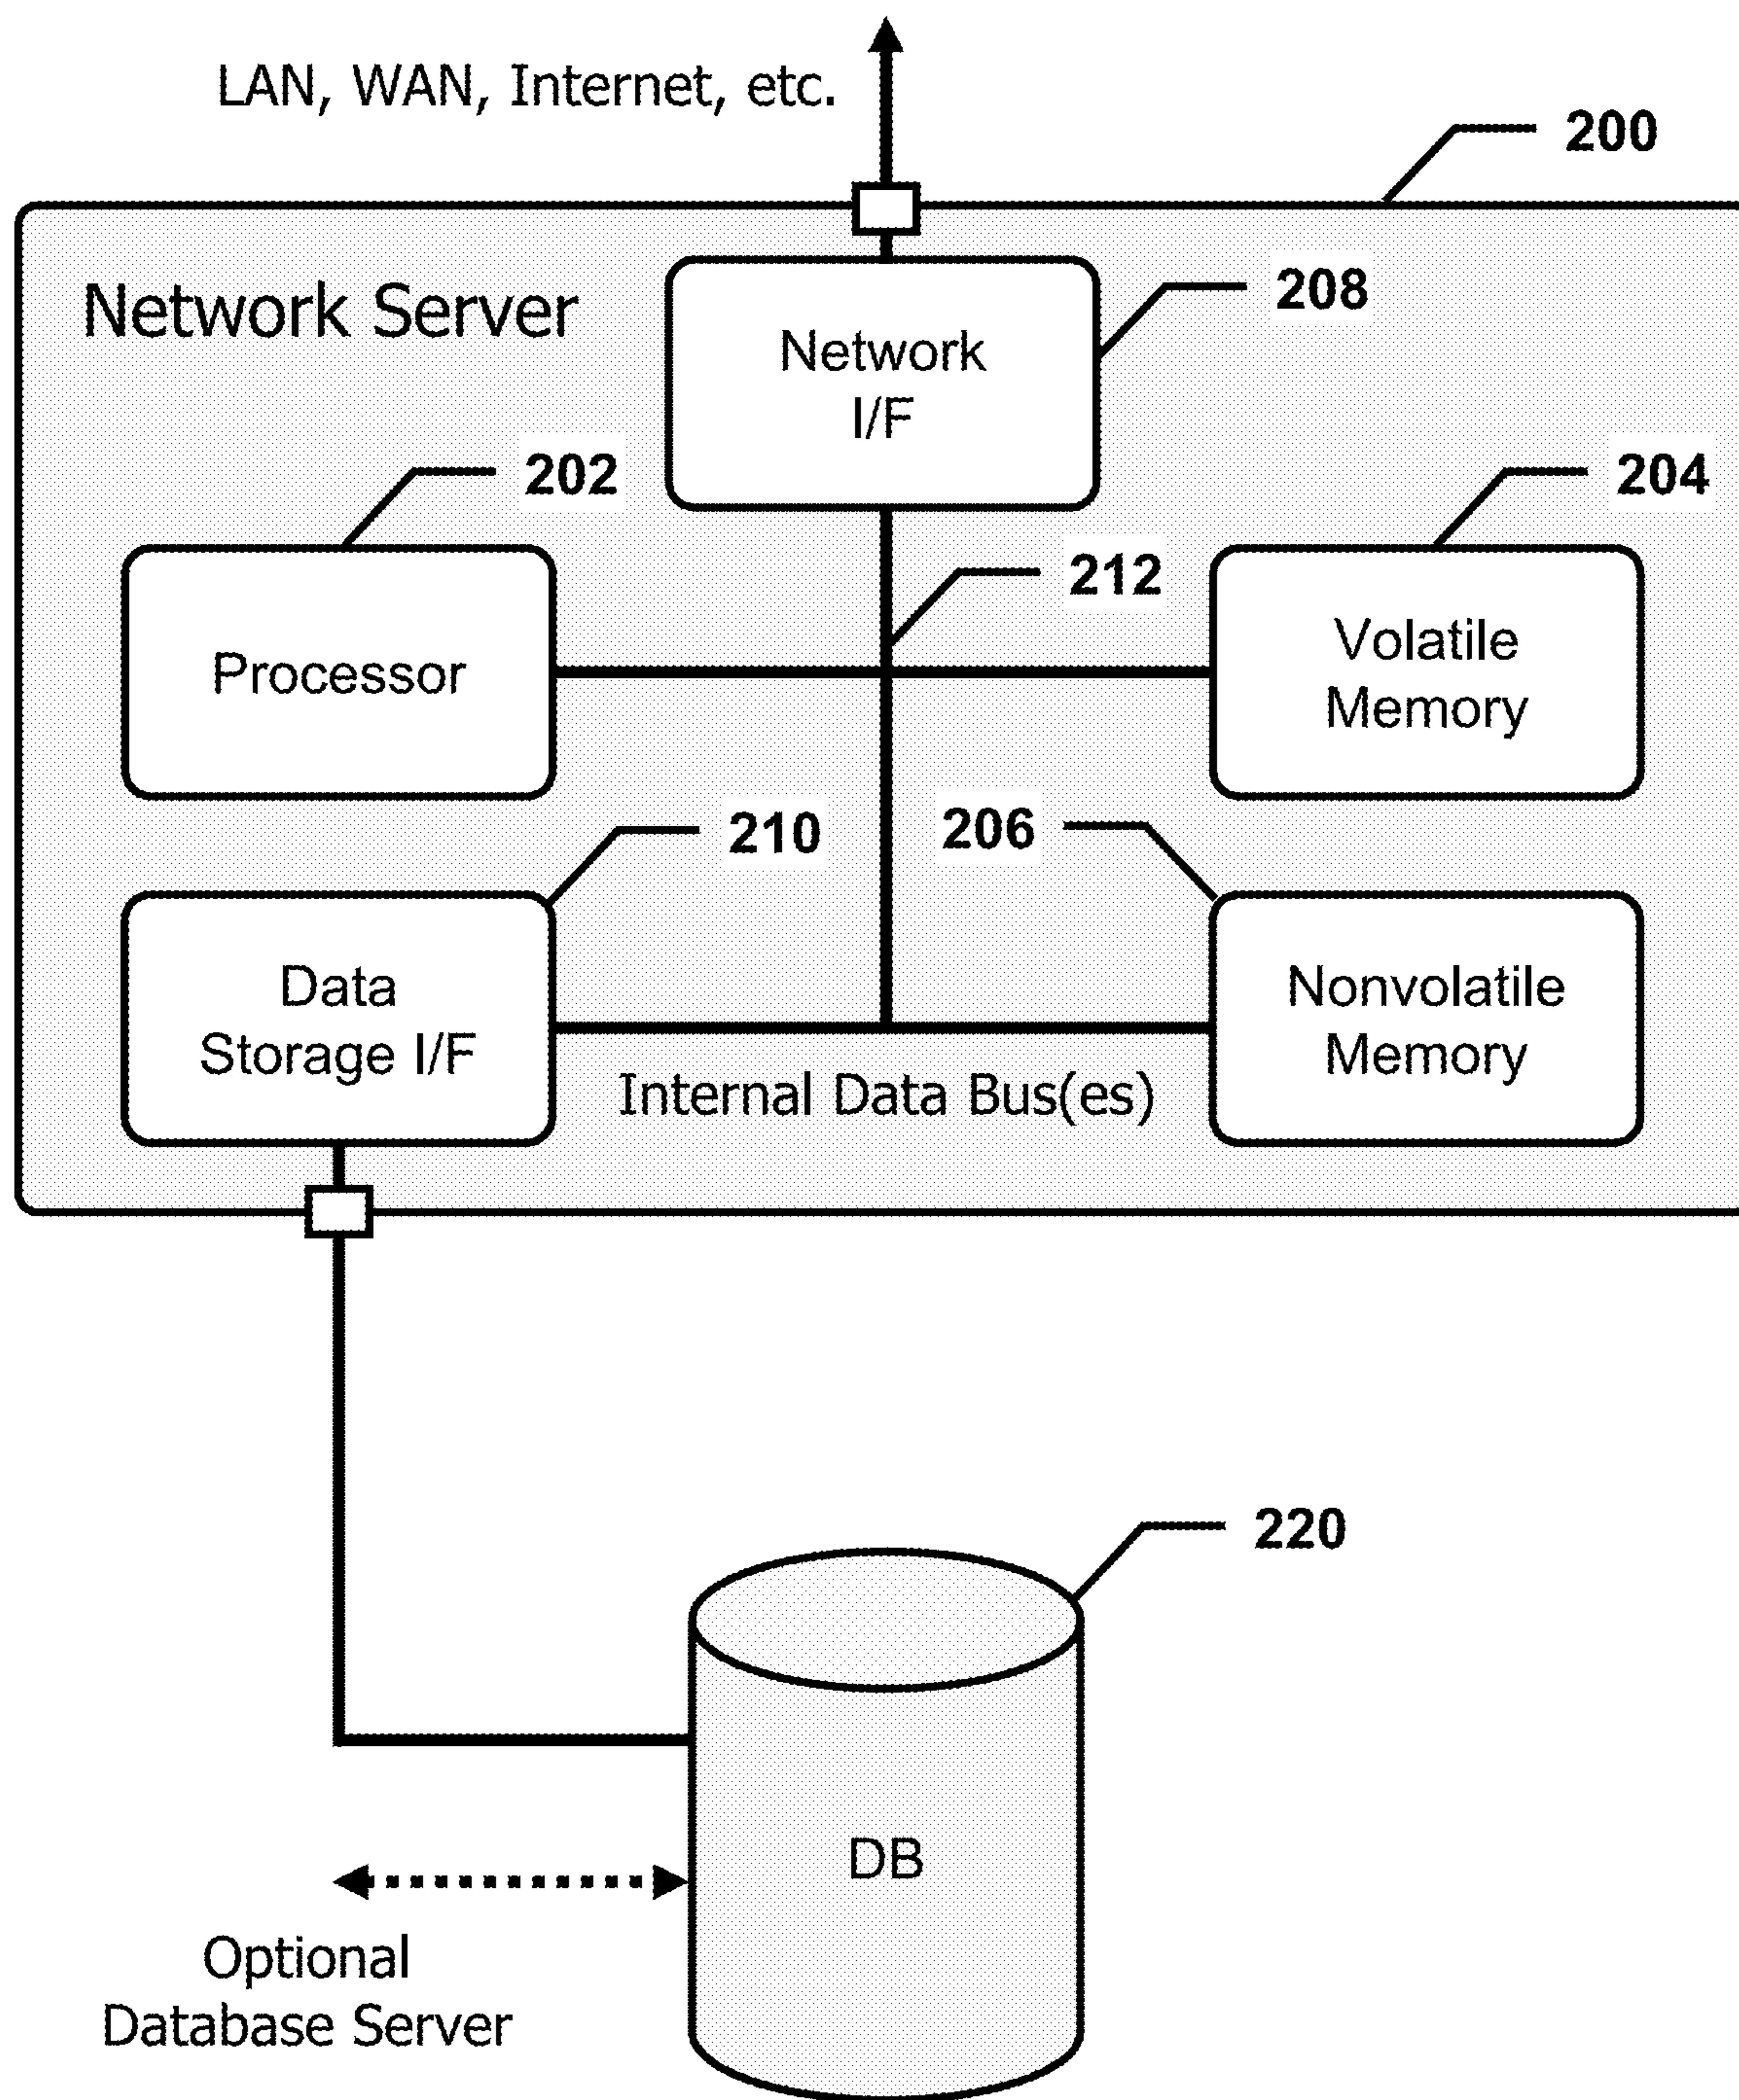 LAN, WAN, Internet, etc.
200
Network Server
208
Network
I/F
202
204
212
Processor
Volatile
Memory
210
206
Data
Storage I/F
Nonvolatile
Memory
Internal Data Bus(es)
220
DB
Optional
Database Server